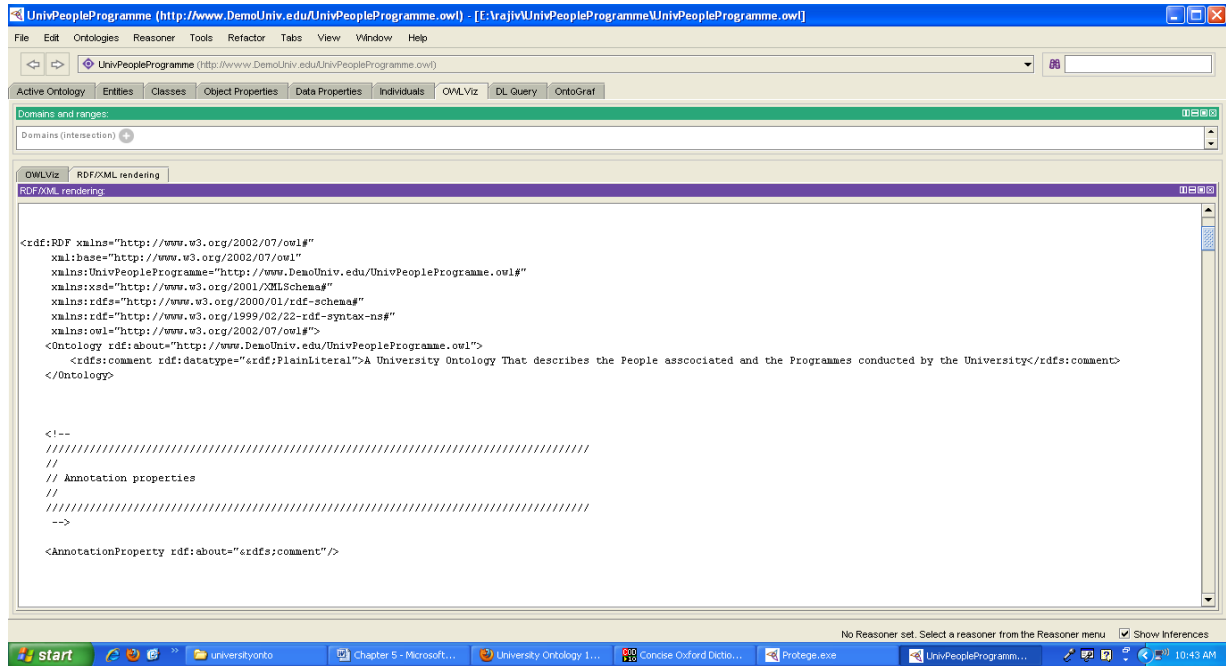 UnivPeopleProgramme (http://www.DemoUniv.edu/UnivPeopleProgramme.owl) - [E:\rajiv\UnivPeopleProgramme\UnivPeopleProgramme.owl]
File Edit Ontologies Reasoner Tools Refactor Tabs View Window Help
UnivPeopleProgramme (http://www.DemoUniv.edu/UnivPeopleProgramme.owl)
Active Ontology Entities Classes Object Properties Data Properties Individuals OWLViz DL Query OntoGraf
Domains and ranges:
Domains (intersection)
OWLViz RDF/XML rendering
RDF/XML rendering:
<rdf:RDF xmlns="http://www.w3.org/2002/07/owl#"
xml:base="http://www.w3.org/2002/07/owl"
xmlns:UnivPeopleProgramme="http://www.DemoUniv.edu/UnivPeopleProgramme.owl#"
xmlns:xsd="http://www.w3.org/2001/XMLSchema#"
xmlns:rdfs="http://www.w3.org/2000/01/rdf-schema#"
xmlns:rdf="http://www.w3.org/1999/02/22-rdf-syntax-ns#"
xmlns:owl="http://www.w3.org/2002/07/owl#">
<Ontology rdf:about="http://www.DemoUniv.edu/UnivPeopleProgramme.owl">
<rdfs:comment rdf:datatype="&rdf;PlainLiteral">A University Ontology That describes the People asscociated and the Programmes conducted by the University</rdfs:comment>
</Ontology>
<!--
///////////////////////////////////////////////////////////////////////////////////////
//
// Annotation properties
//
///////////////////////////////////////////////////////////////////////////////////////
-->
<AnnotationProperty rdf:about="&rdfs;comment"/>
No Reasoner set. Select a reasoner from the Reasoner menu Show Inferences
start universityonto Chapter 5 - Microsoft... University Ontology 1... Concise Oxford Dictio... Protege.exe UnivPeopleProgramm... 10:43 AM